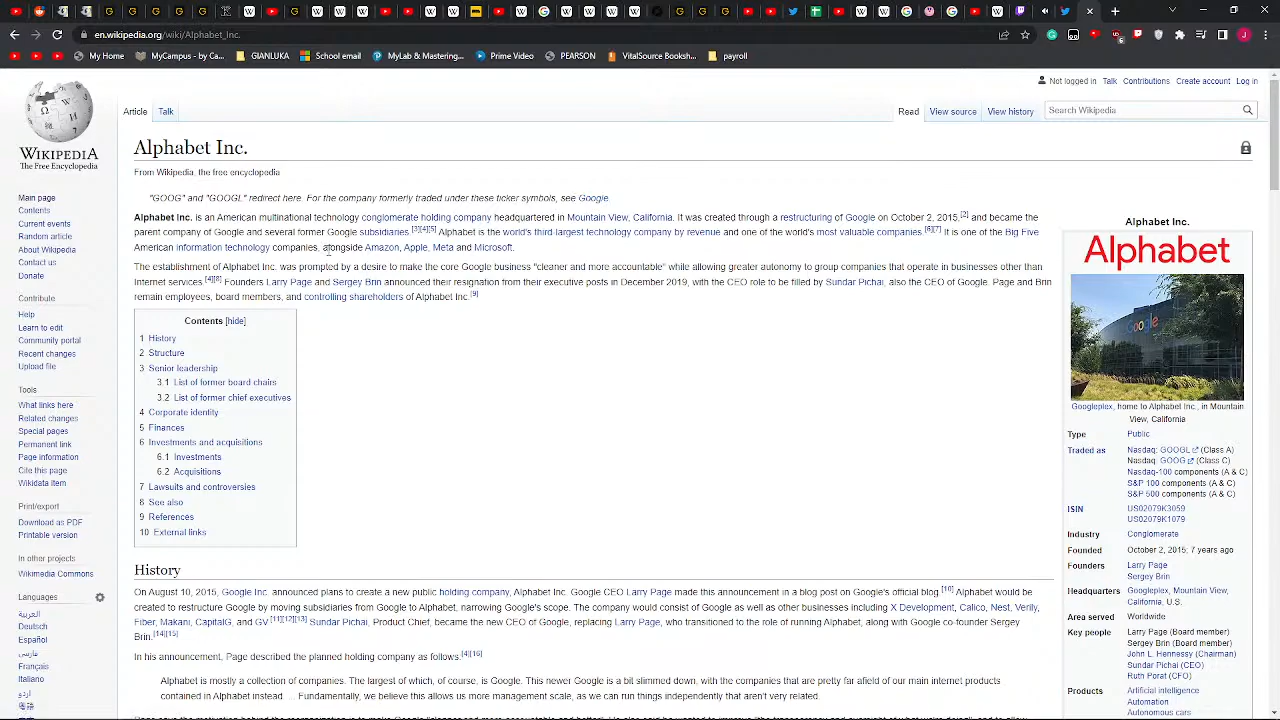 en.wikipedia.org/wiki/Alphabet_Inc.
My Home
MyCampus - by Ca...
GIANLUKA
School email
MyLab & Mastering...
Prime Video
PEARSON
VitalSource Booksh...
payroll
Not logged in Talk Contributions Create account Log in
Article Talk
Read View source View history
Search Wikipedia
WIKIPEDIA
The Free Encyclopedia
Main page
Contents
Current events
Random article
About Wikipedia
Contact us
Donate
Contribute
Help
Learn to edit
Community portal
Recent changes
Upload file
Tools
What links here
Related changes
Special pages
Permanent link
Page information
Cite this page
Wikidata item
Print/export
Download as PDF
Printable version
In other projects
Wikimedia Commons
Languages
العربية
Deutsch
Español
فارسی
Français
Italiano
اردو
Alphabet Inc.
From Wikipedia, the free encyclopedia
"GOOG" and "GOOGL" redirect here. For the company formerly traded under these ticker symbols, see Google
Alphabet Inc. is an American multinational technology conglomerate holding company headquartered in Mountain View, California. It was created through a restructuring of Google on October 2, 2015,[2] and became the
parent company of Google and several former Google subsidiaries.[3][4][5] Alphabet is the world's third-largest technology company by revenue and one of the world's most valuable companies.[6][7] It is one of the Big Five
American information technology companies, alongside Amazon, Apple, Meta and Microsoft.
The establishment of Alphabet Inc. was prompted by a desire to make the core Google business "cleaner and more accountable" while allowing greater autonomy to group companies that operate in businesses other than
Internet services.[4][8] Founders Larry Page and Sergey Brin announced their resignation from their executive posts in December 2019, with the CEO role to be filled by Sundar Pichai, also the CEO of Google. Page and Brin
remain employees, board members, and controlling shareholders of Alphabet Inc.[9]
Contents [hide]
1 History
2 Structure
3 Senior leadership
3.1 List of former board chairs
3.2 List of former chief executives
4 Corporate identity
5 Finances
6 Investments and acquisitions
6.1 Investments
6.2 Acquisitions
7 Lawsuits and controversies
8 See also
9 References
10 External links
History
On August 10, 2015, Google Inc. announced plans to create a new public holding company, Alphabet Inc. Google CEO Larry Page made this announcement in a blog post on Google's official blog.[10] Alphabet would be
created to restructure Google by moving subsidiaries from Google to Alphabet, narrowing Google's scope. The company would consist of Google as well as other businesses including X Development, Calico, Nest, Verily,
Fiber, Makani, CapitalG, and GV.[11][12][13] Sundar Pichai, Product Chief, became the new CEO of Google, replacing Larry Page, who transitioned to the role of running Alphabet, along with Google co-founder Sergey
Brin.[14][15]
In his announcement, Page described the planned holding company as follows:[4][16]
Alphabet is mostly a collection of companies. The largest of which, of course, is Google. This newer Google is a bit slimmed down, with the companies that are pretty far afield of our main internet products
contained in Alphabet instead. ... Fundamentally, we believe this allows us more management scale, as we can run things independently that aren't very related.
Alphabet Inc.
Alphabet
Google
Googleplex, home to Alphabet Inc., in Mountain
View, California
Type Public
Traded as Nasdaq: GOOGL (Class A)
Nasdaq: GOOG (Class C)
Nasdaq-100 components (A & C)
S&P 100 components (A & C)
S&P 500 components (A & C)
ISIN US02079K3059
US02079K1079
Industry Conglomerate
Founded October 2, 2015; 7 years ago
Founders Larry Page
Sergey Brin
Headquarters Googleplex, Mountain View,
California, U.S.
Area served Worldwide
Key people Larry Page (Board member)
Sergey Brin (Board member)
John L. Hennessy (Chairman)
Sundar Pichai (CEO)
Ruth Porat (CFO)
Products Artificial intelligence
Automation
Autonomous cars